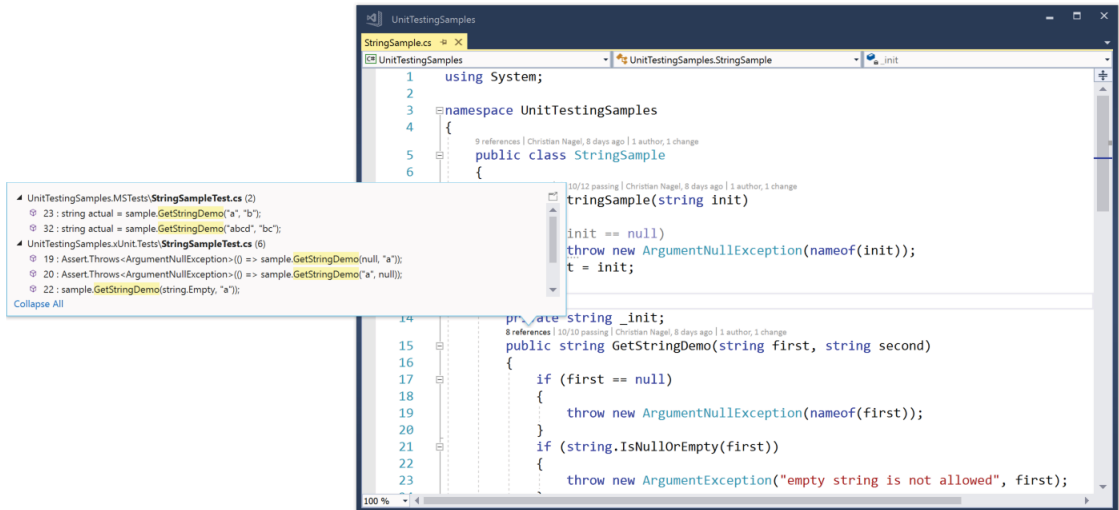 UnitTestingSamples
StringSample.cs
UnitTestingSamples UnitTestingSamples.StringSample _init
1 using System;
2
3 namespace UnitTestingSamples
4 {
9 references | Christian Nagel, 8 days ago | 1 author, 1 change
5 public class StringSample
6 {
10/12 passing | Christian Nagel, 8 days ago | 1 author, 1 change
tringSample(string init)
init == null)
throw new ArgumentNullException(nameof(init));
t = init;
UnitTestingSamples.MSTests\StringSampleTest.cs (2)
23 : string actual = sample.GetStringDemo("a", "b");
32 : string actual = sample.GetStringDemo("abcd", "bc");
UnitTestingSamples.xUnit.Tests\StringSampleTest.cs (6)
19 : Assert.Throws<ArgumentNullException>(() => sample.GetStringDemo(null, "a"));
20 : Assert.Throws<ArgumentNullException>(() => sample.GetStringDemo("a", null));
22 : sample.GetStringDemo(string.Empty, "a"));
Collapse All
14 private string _init;
8 references | 10/10 passing | Christian Nagel, 8 days ago | 1 author, 1 change
15 public string GetStringDemo(string first, string second)
16 {
17 if (first == null)
18 {
19 throw new ArgumentNullException(nameof(first));
20 }
21 if (string.IsNullOrEmpty(first))
22 {
23 throw new ArgumentException("empty string is not allowed", first);
100 %